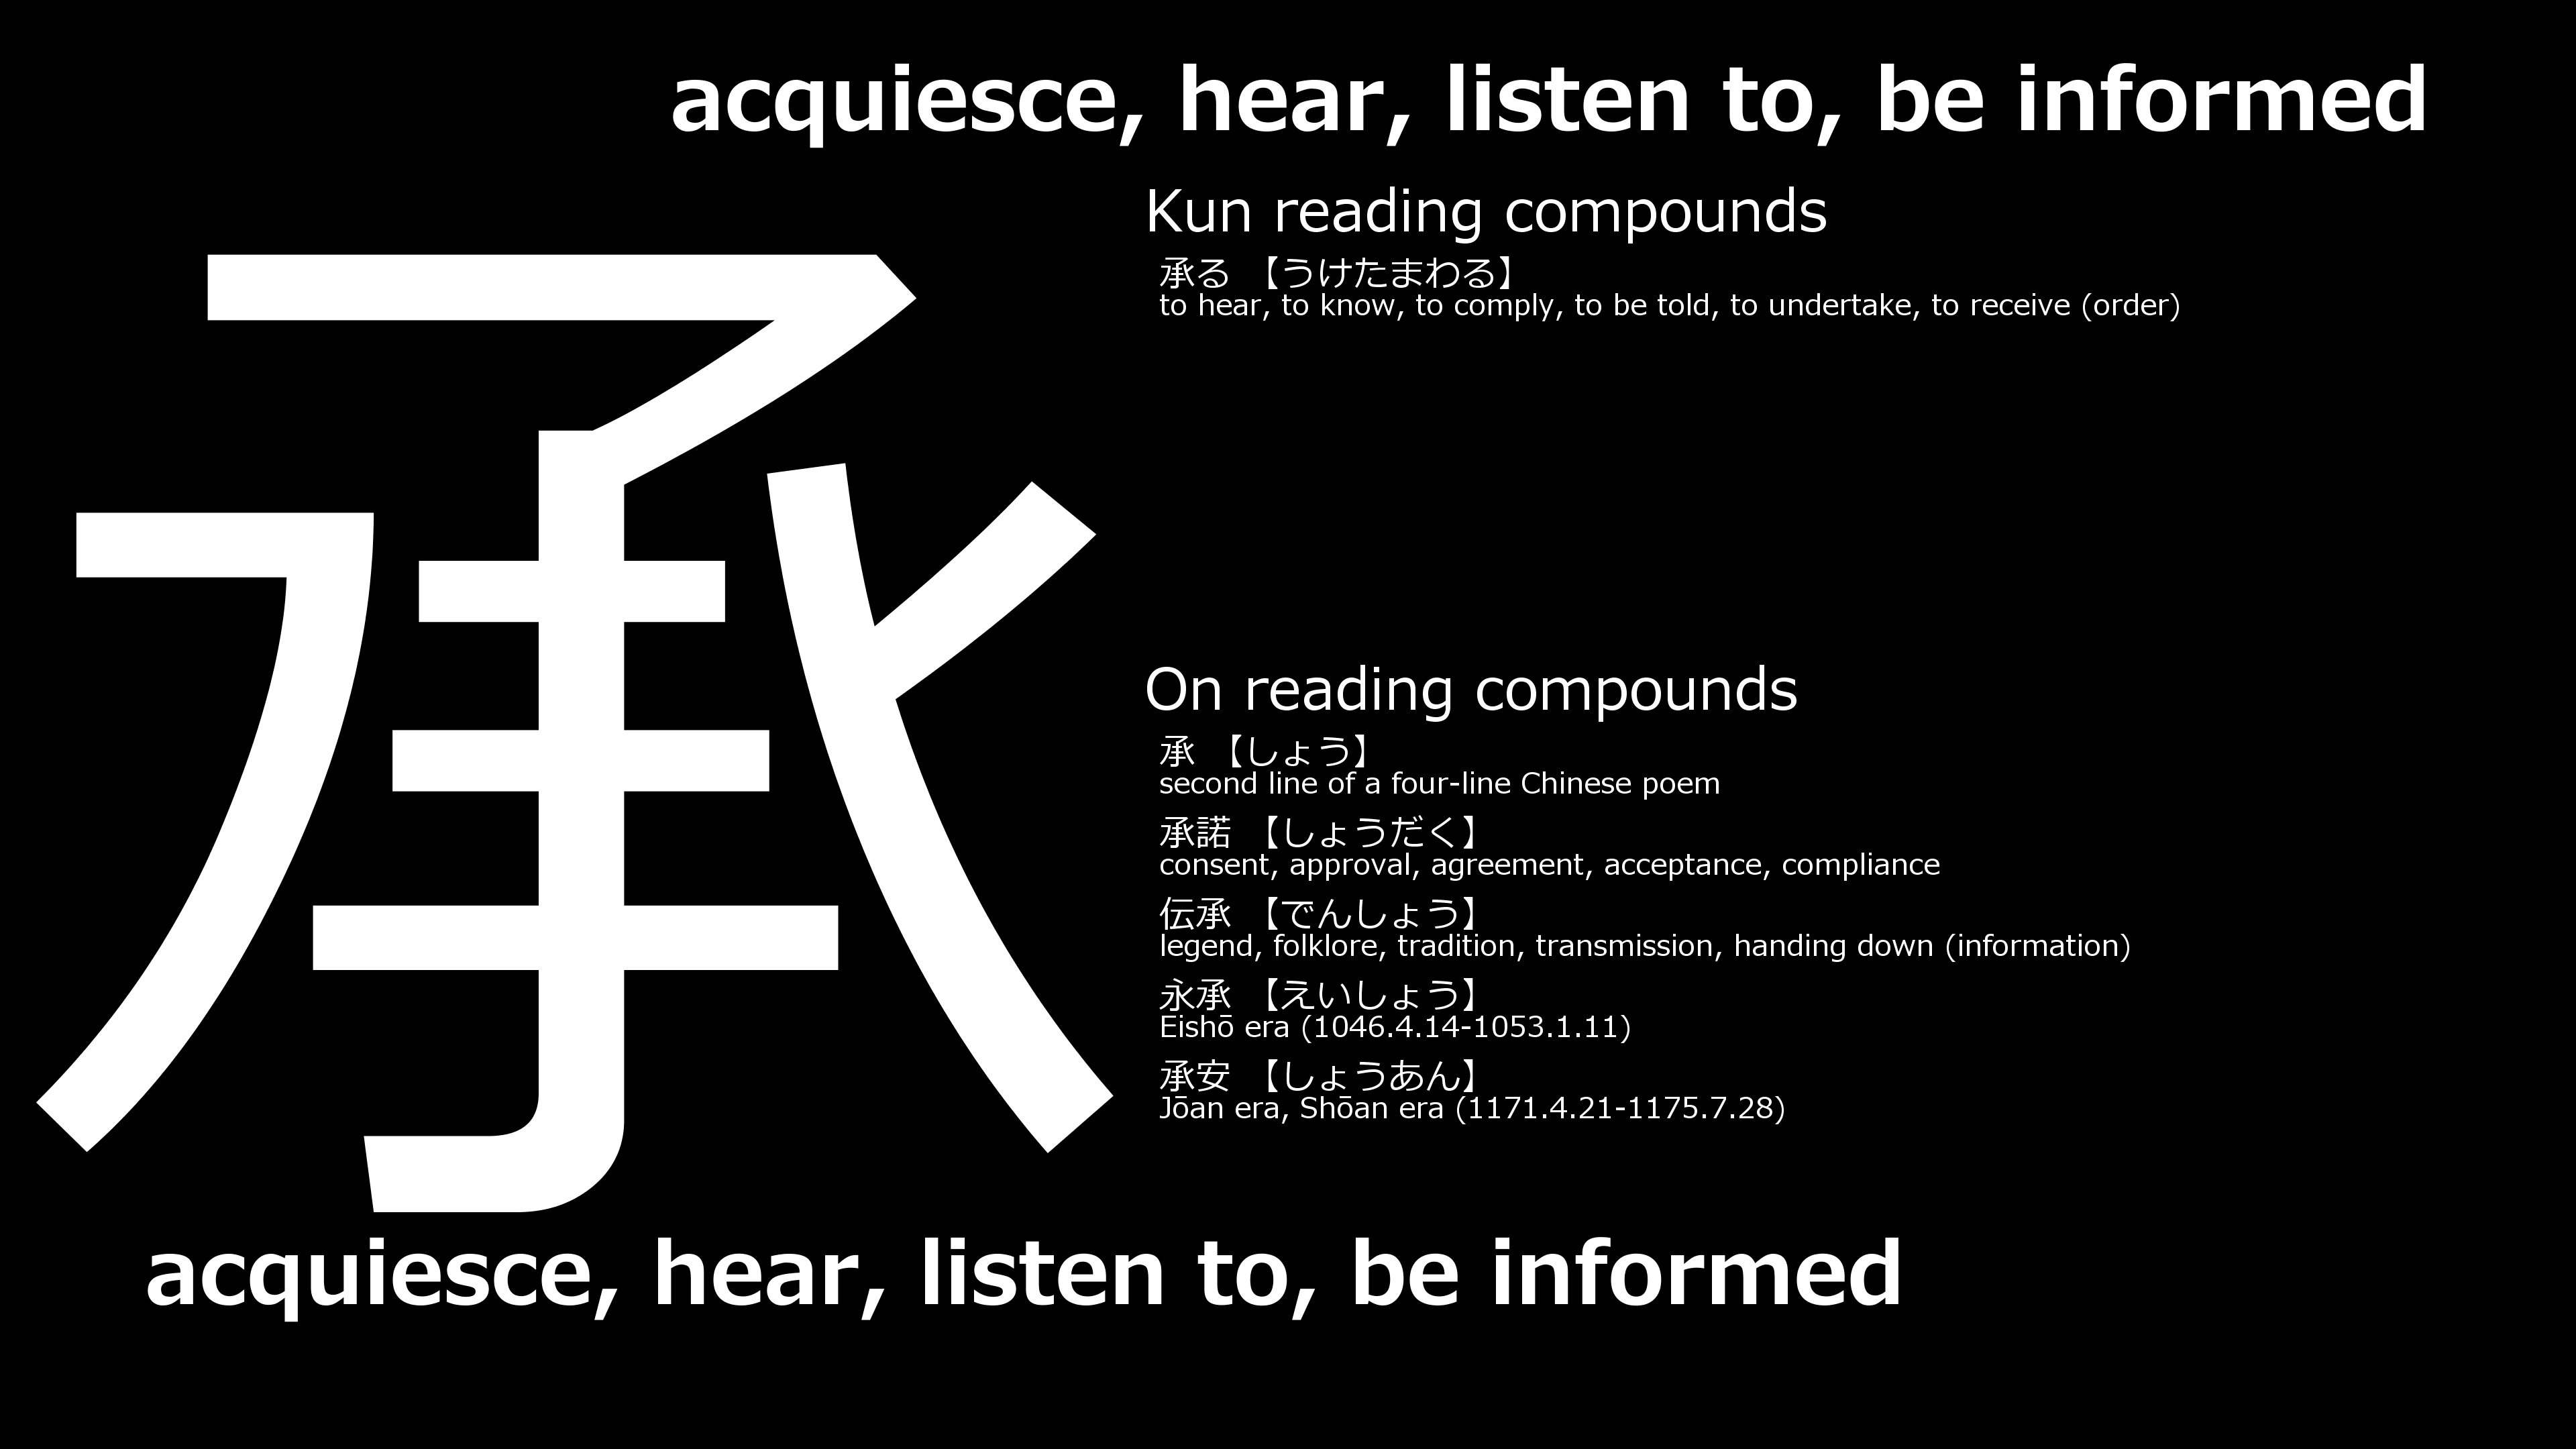 acquiesce, hear, listen to, be informed
承
Kun reading compounds
承る 【うけたまわる】
to hear, to know, to comply, to be told, to undertake, to receive (order)
On reading compounds
承 【しょう】
second line of a four-line Chinese poem
承諾 【しょうだく】
consent, approval, agreement, acceptance, compliance
伝承 【でんしょう】
legend, folklore, tradition, transmission, handing down (information)
永承 【えいしょう】
Eishō era (1046.4.14-1053.1.11)
承安 【しょうあん】
Jōan era, Shōan era (1171.4.21-1175.7.28)
acquiesce, hear, listen to, be informed